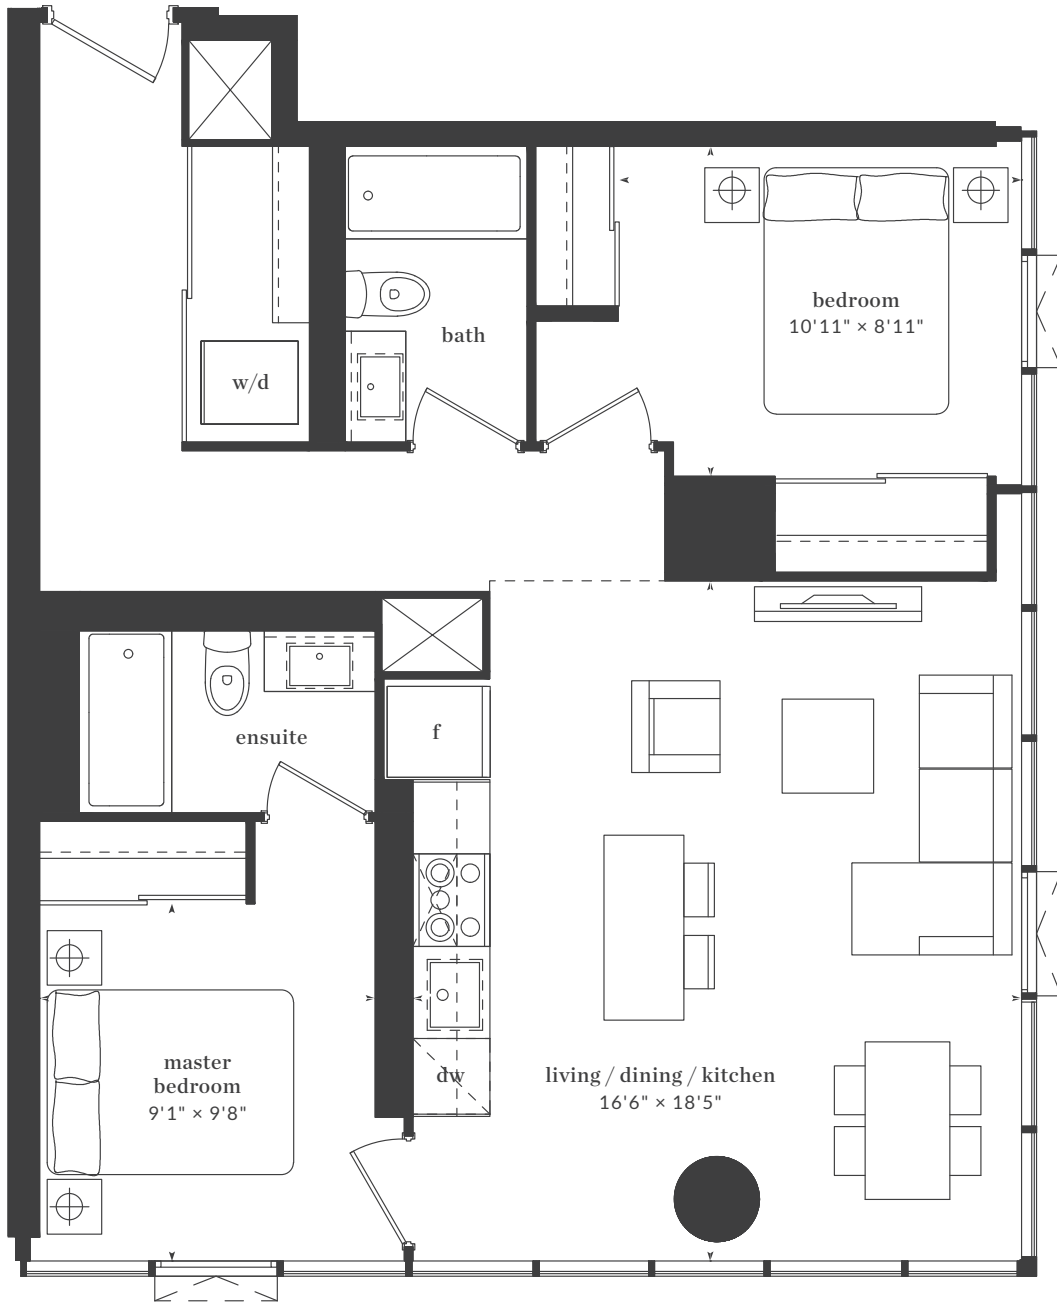 bedroom
10'11" × 8'11"
bath
w/d
ensuite
f
master
bedroom
9'1" × 9'8"
dw
living / dining / kitchen
16'6" × 18'5"